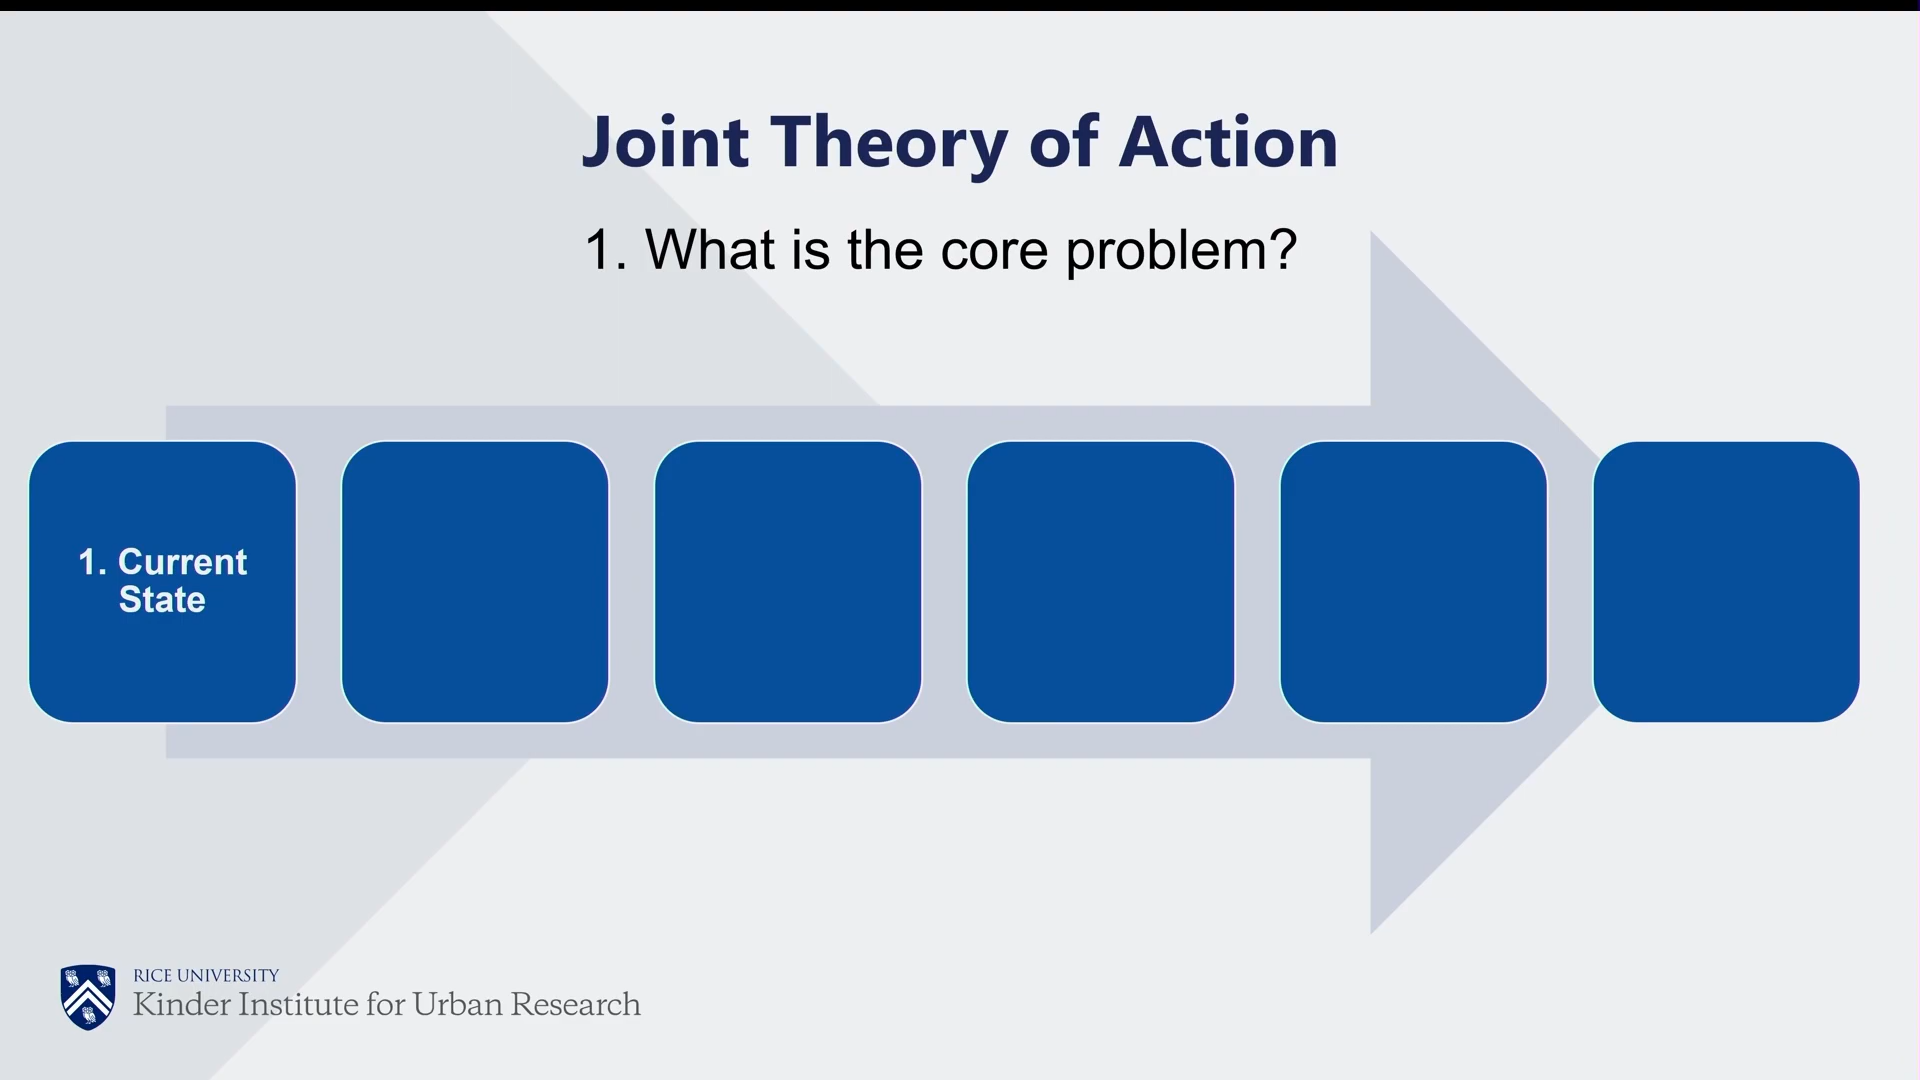 Joint Theory of Action
1. What is the core problem?
1. Current
State
RICE UNIVERSITY
Kinder Institute for Urban Research